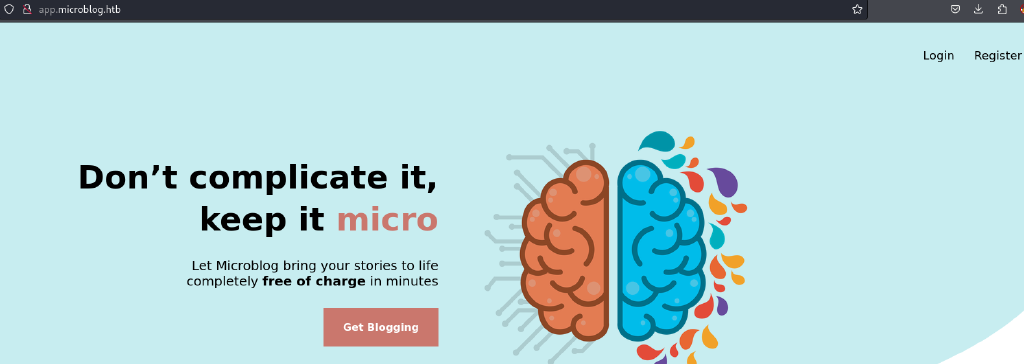 app.microblog.htb
Login Register
Don’t complicate it,
keep it micro
Let Microblog bring your stories to life
completely free of charge in minutes
Get Blogging